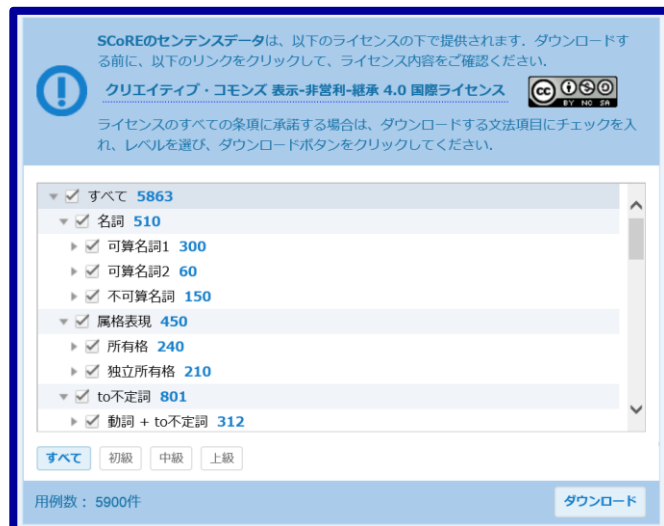 SCoREのセンテンスデータは、以下のライセンスの下で提供されます．ダウンロードす
る前に、以下のリンクをクリックして、ライセンス内容をご確認ください．
クリエイティブ・コモンズ 表示-非営利-継承 4.0 国際ライセンス
cc
BY NC SA
ライセンスのすべての条項に承諾する場合は、ダウンロードする文法項目にチェックを入
れ、レベルを選び、ダウンロードボタンをクリックしてください．
すべて 5863
名詞 510
可算名詞1 300
可算名詞2 60
不可算名詞 150
属格表現 450
所有格 240
独立所有格 210
to不定詞 801
動詞 + to不定詞 312
すべて 初級 中級 上級
用例数： 5900件 ダウンロード